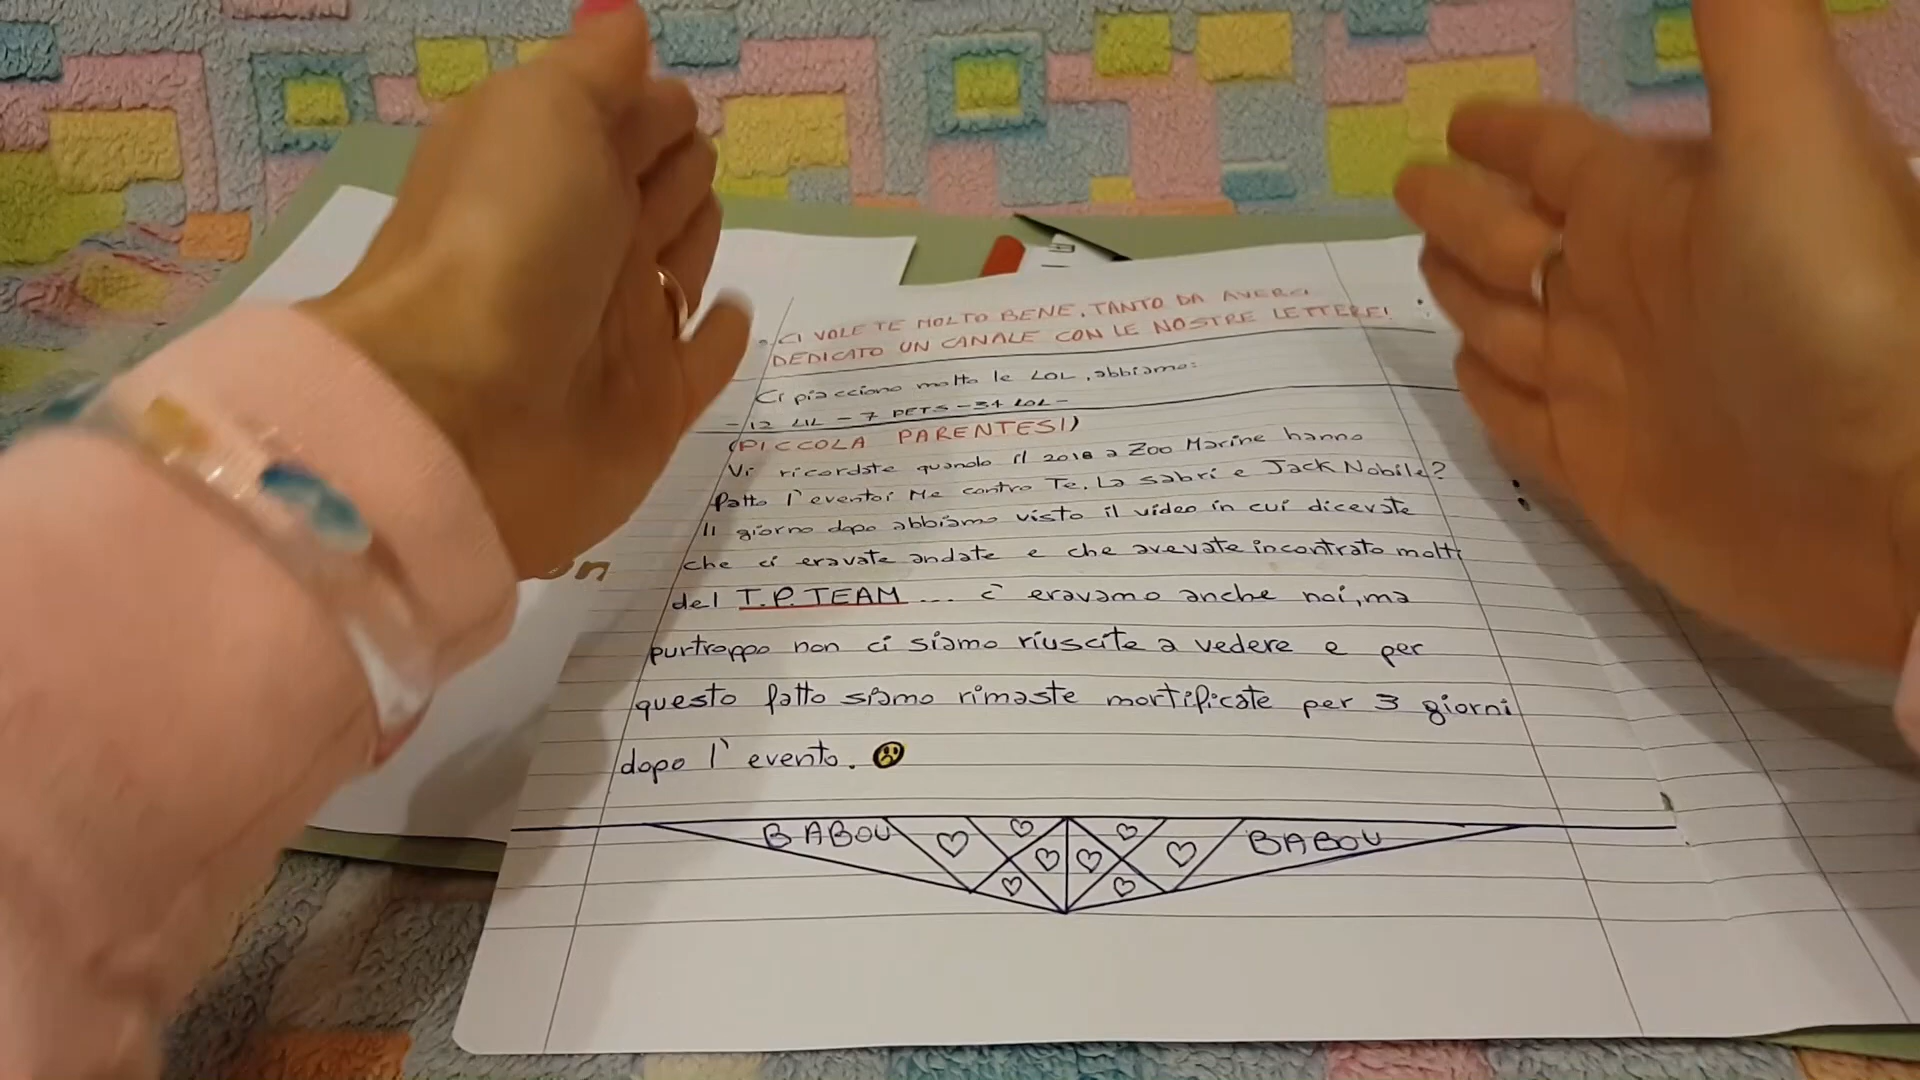 . CI VOLETE MOLTO BENE, TANTO DA AVERCI
DEDICATO UN CANALE CON LE NOSTRE LETTERE!
Ci piacciono molto le LOL, abbiamo:
- 12 LIL - 7 PETS - 34 LOL -
(PICCOLA PARENTESI)
Vi ricordate quando il 2018 a Zoo Marine hanno
fatto l'evento: Me contro Te, La sabri e Jack Nobile?
Il giorno dopo abbiamo visto il video in cui dicevate
che ci eravate andate e che avevate incontrato molti
del T.P. TEAM ... c'eravamo anche noi, ma
purtroppo non ci siamo riuscite a vedere e per
questo fatto siamo rimaste mortificate per 3 giorni
dopo l'evento. ☹
BABOU BABOU